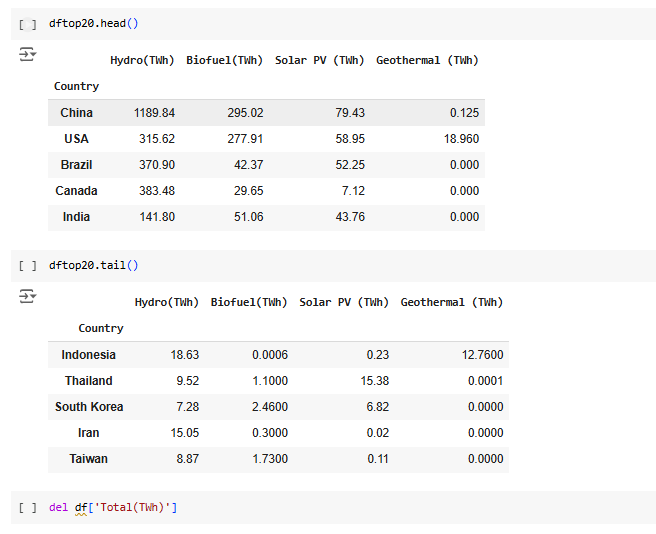 [ ] dftop20.head()
Hydro(TWh) Biofuel(TWh) Solar PV (TWh) Geothermal (TWh)
Country
China 1189.84 295.02 79.43 0.125
USA 315.62 277.91 58.95 18.960
Brazil 370.90 42.37 52.25 0.000
Canada 383.48 29.65 7.12 0.000
India 141.80 51.06 43.76 0.000
[ ] dftop20.tail()
Hydro(TWh) Biofuel(TWh) Solar PV (TWh) Geothermal (TWh)
Country
Indonesia 18.63 0.0006 0.23 12.7600
Thailand 9.52 1.1000 15.38 0.0001
South Korea 7.28 2.4600 6.82 0.0000
Iran 15.05 0.3000 0.02 0.0000
Taiwan 8.87 1.7300 0.11 0.0000
[ ] del df['Total(TWh)']